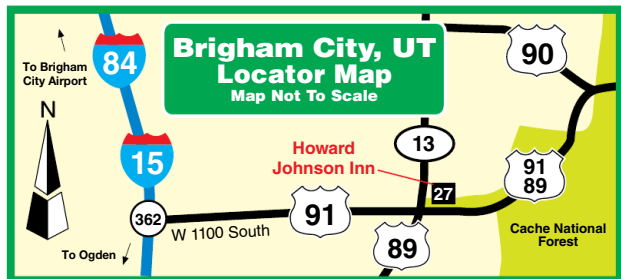 Brigham City, UT
Locator Map
Map Not To Scale
To Brigham
City Airport
84
90
N
13
Howard
Johnson Inn
15
91
89
27
362
W 1100 South
91
89
Cache National
Forest
To Ogden